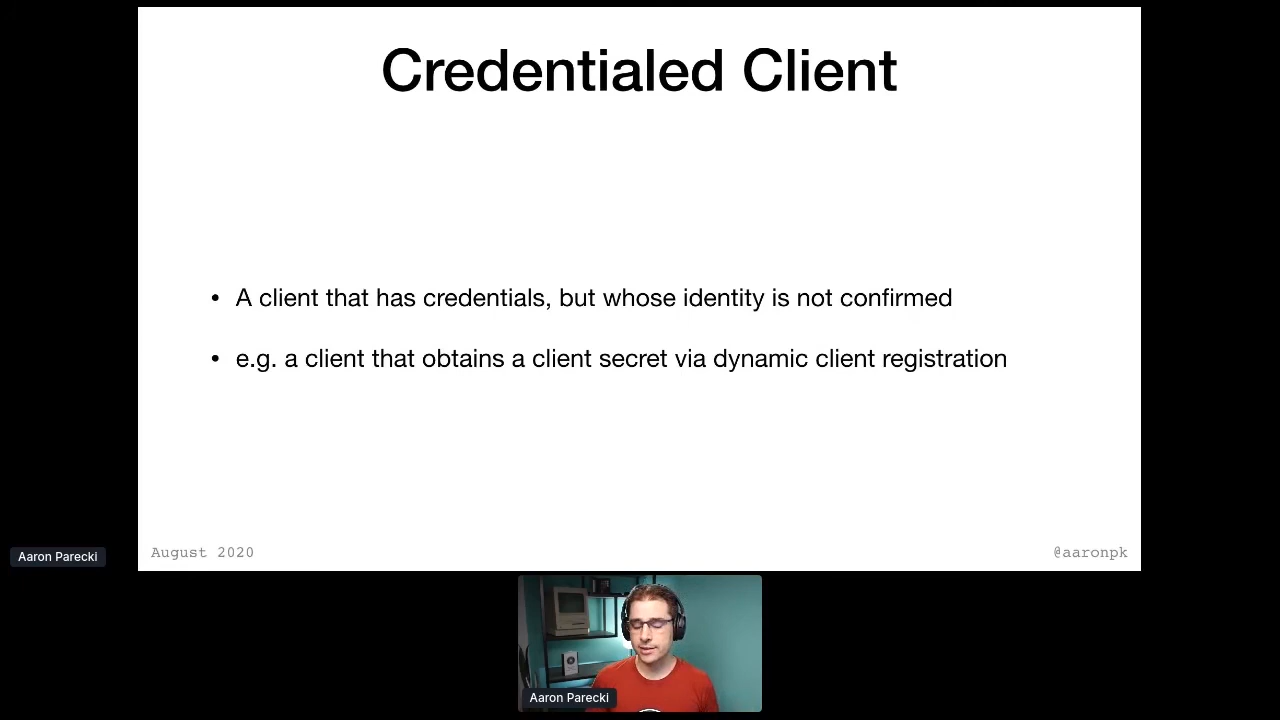 Credentialed Client
• A client that has credentials, but whose identity is not confirmed
• e.g. a client that obtains a client secret via dynamic client registration
August 2020
@aaronpk
Aaron Parecki
Aaron Parecki